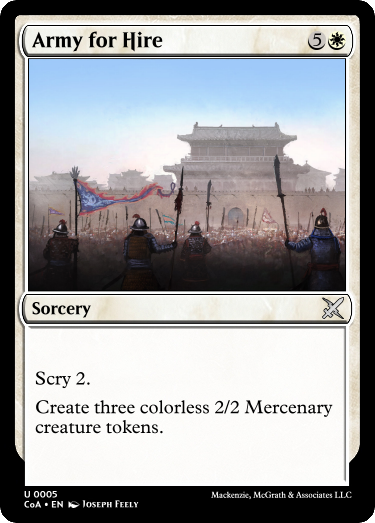 Army for Hire 5
Sorcery
Scry 2.
Create three colorless 2/2 Mercenary
creature tokens.
U 0005
CoA • EN Joseph Feely
Mackenzie, McGrath & Associates LLC